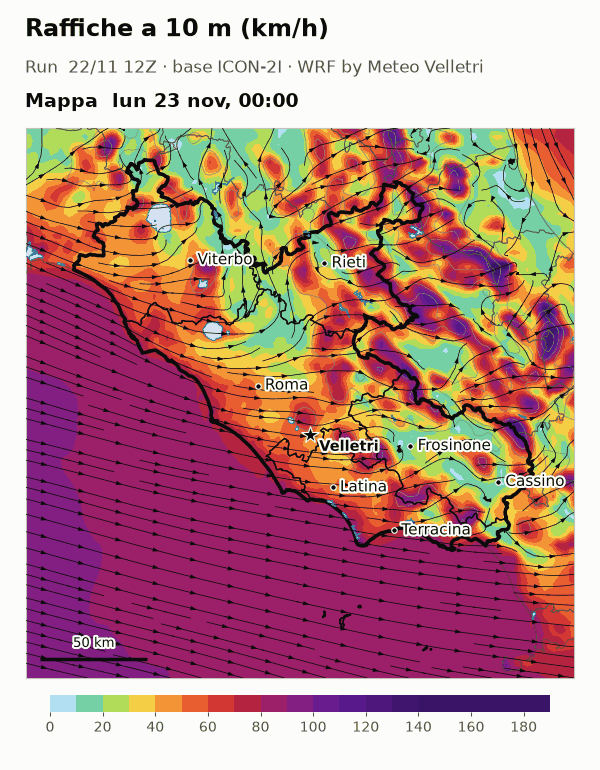 Raffiche a 10 m (km/h)
Run  22/11 12Z · base ICON-2I · WRF by Meteo Velletri
Mappa  lun 23 nov, 00:00
Viterbo
Rieti
Roma
Velletri
Frosinone
Latina
Cassino
Terracina
50 km
0 20 40 60 80 100 120 140 160 180